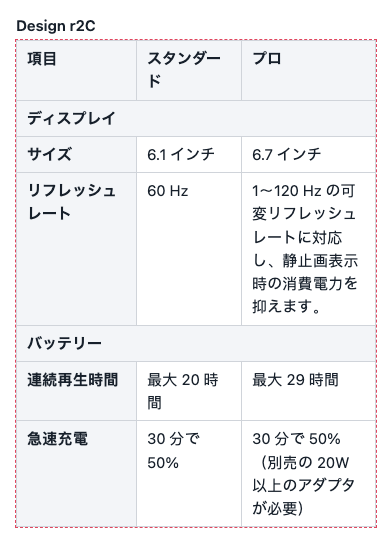 Design r2C
項目
スタンダー
ド
プロ
ディスプレイ
サイズ
6.1 インチ
6.7 インチ
リフレッシュ
レート
60 Hz
1〜120 Hz の可
変リフレッシュ
レートに対応
し、静止画表示
時の消費電力を
抑えます。
バッテリー
連続再生時間
最大 20 時
間
最大 29 時間
急速充電
30 分で
50%
30 分で 50%
（別売の 20W
以上のアダプタ
が必要）